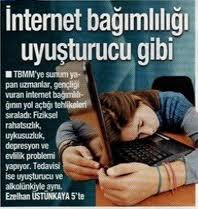 İnternet bağımlılığı
uyuşturucu gibi
■ TBMM'ye sunum ya-
pan uzmanlar, gençliği
vuran internet bağımlılı-
ğının yol açtığı tehlikeleri
sıraladı: Fiziksel
rahatsızlık,
uykusuzluk,
depresyon ve
evlilik problemi
yapıyor. Tedavisi
ise uyuşturucu ve
alkolünkiyle aynı.
Ezelhan ÜSTÜNKAYA 5'te